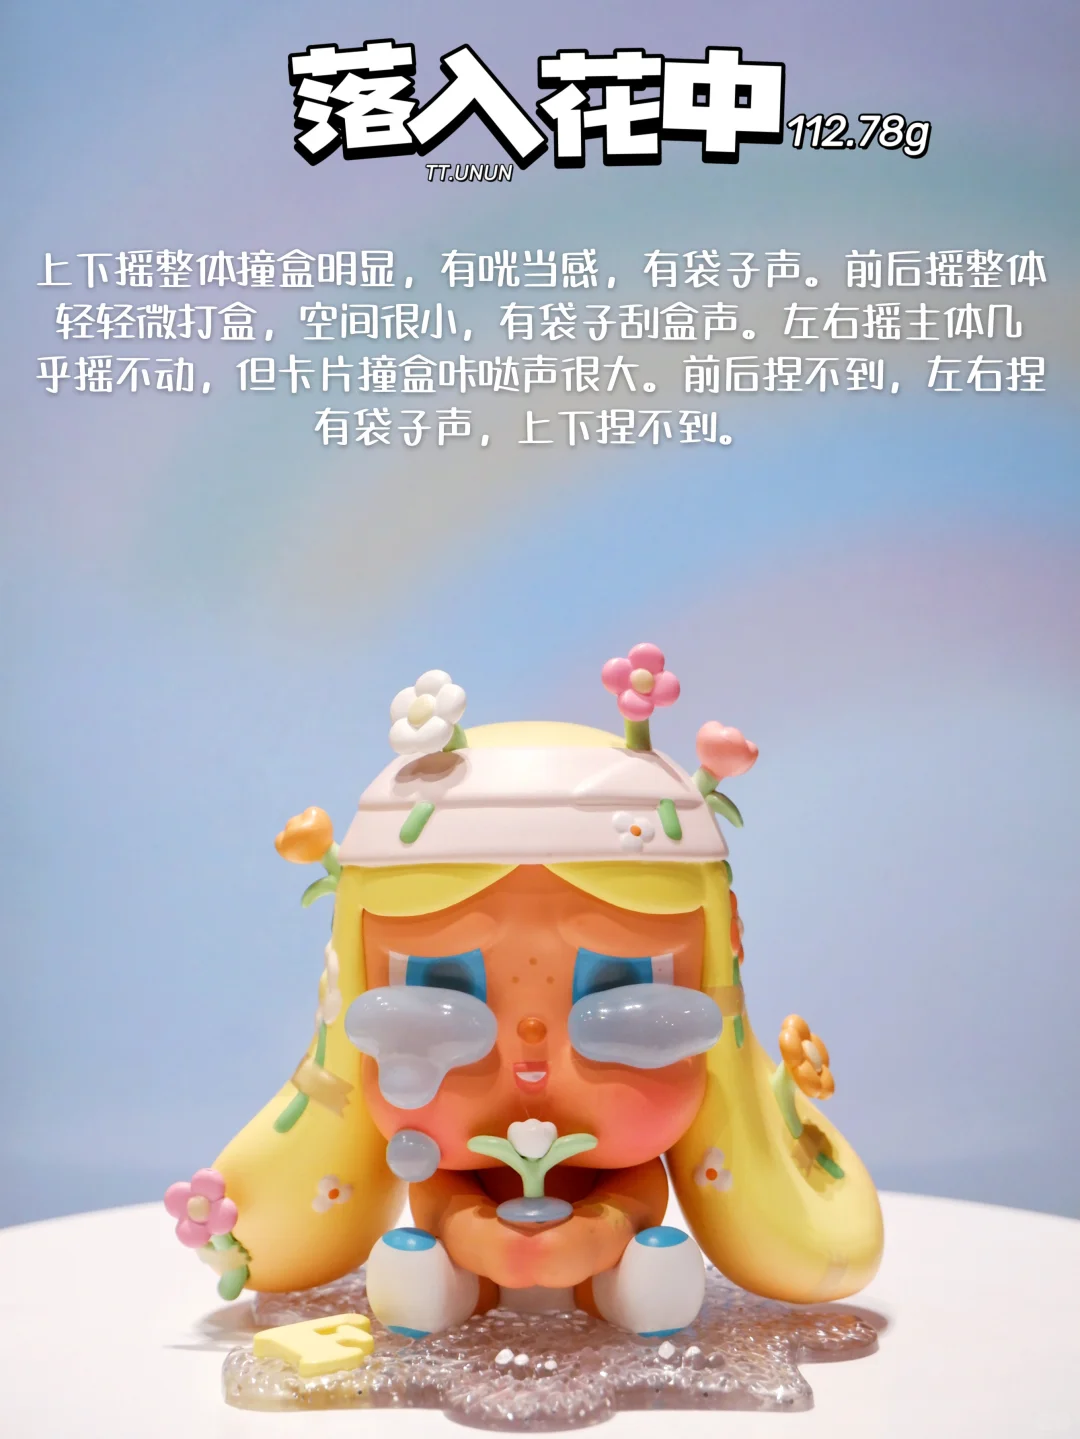 落入花中 112.78g
TT.UNUN
上下摇整体撞盒明显，有咣当感，有袋子声。前后摇整体
轻轻微打盒，空间很小，有袋子刮盒声。左右摇主体几
乎摇不动，但卡片撞盒咔哒声很大。前后捏不到，左右捏
有袋子声，上下捏不到。